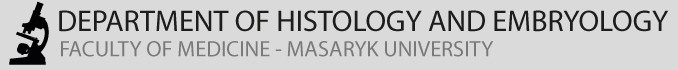 DEPARTMENT OF HISTOLOGY AND EMBRYOLOGY
FACULTY OF MEDICINE - MASARYK UNIVERSITY